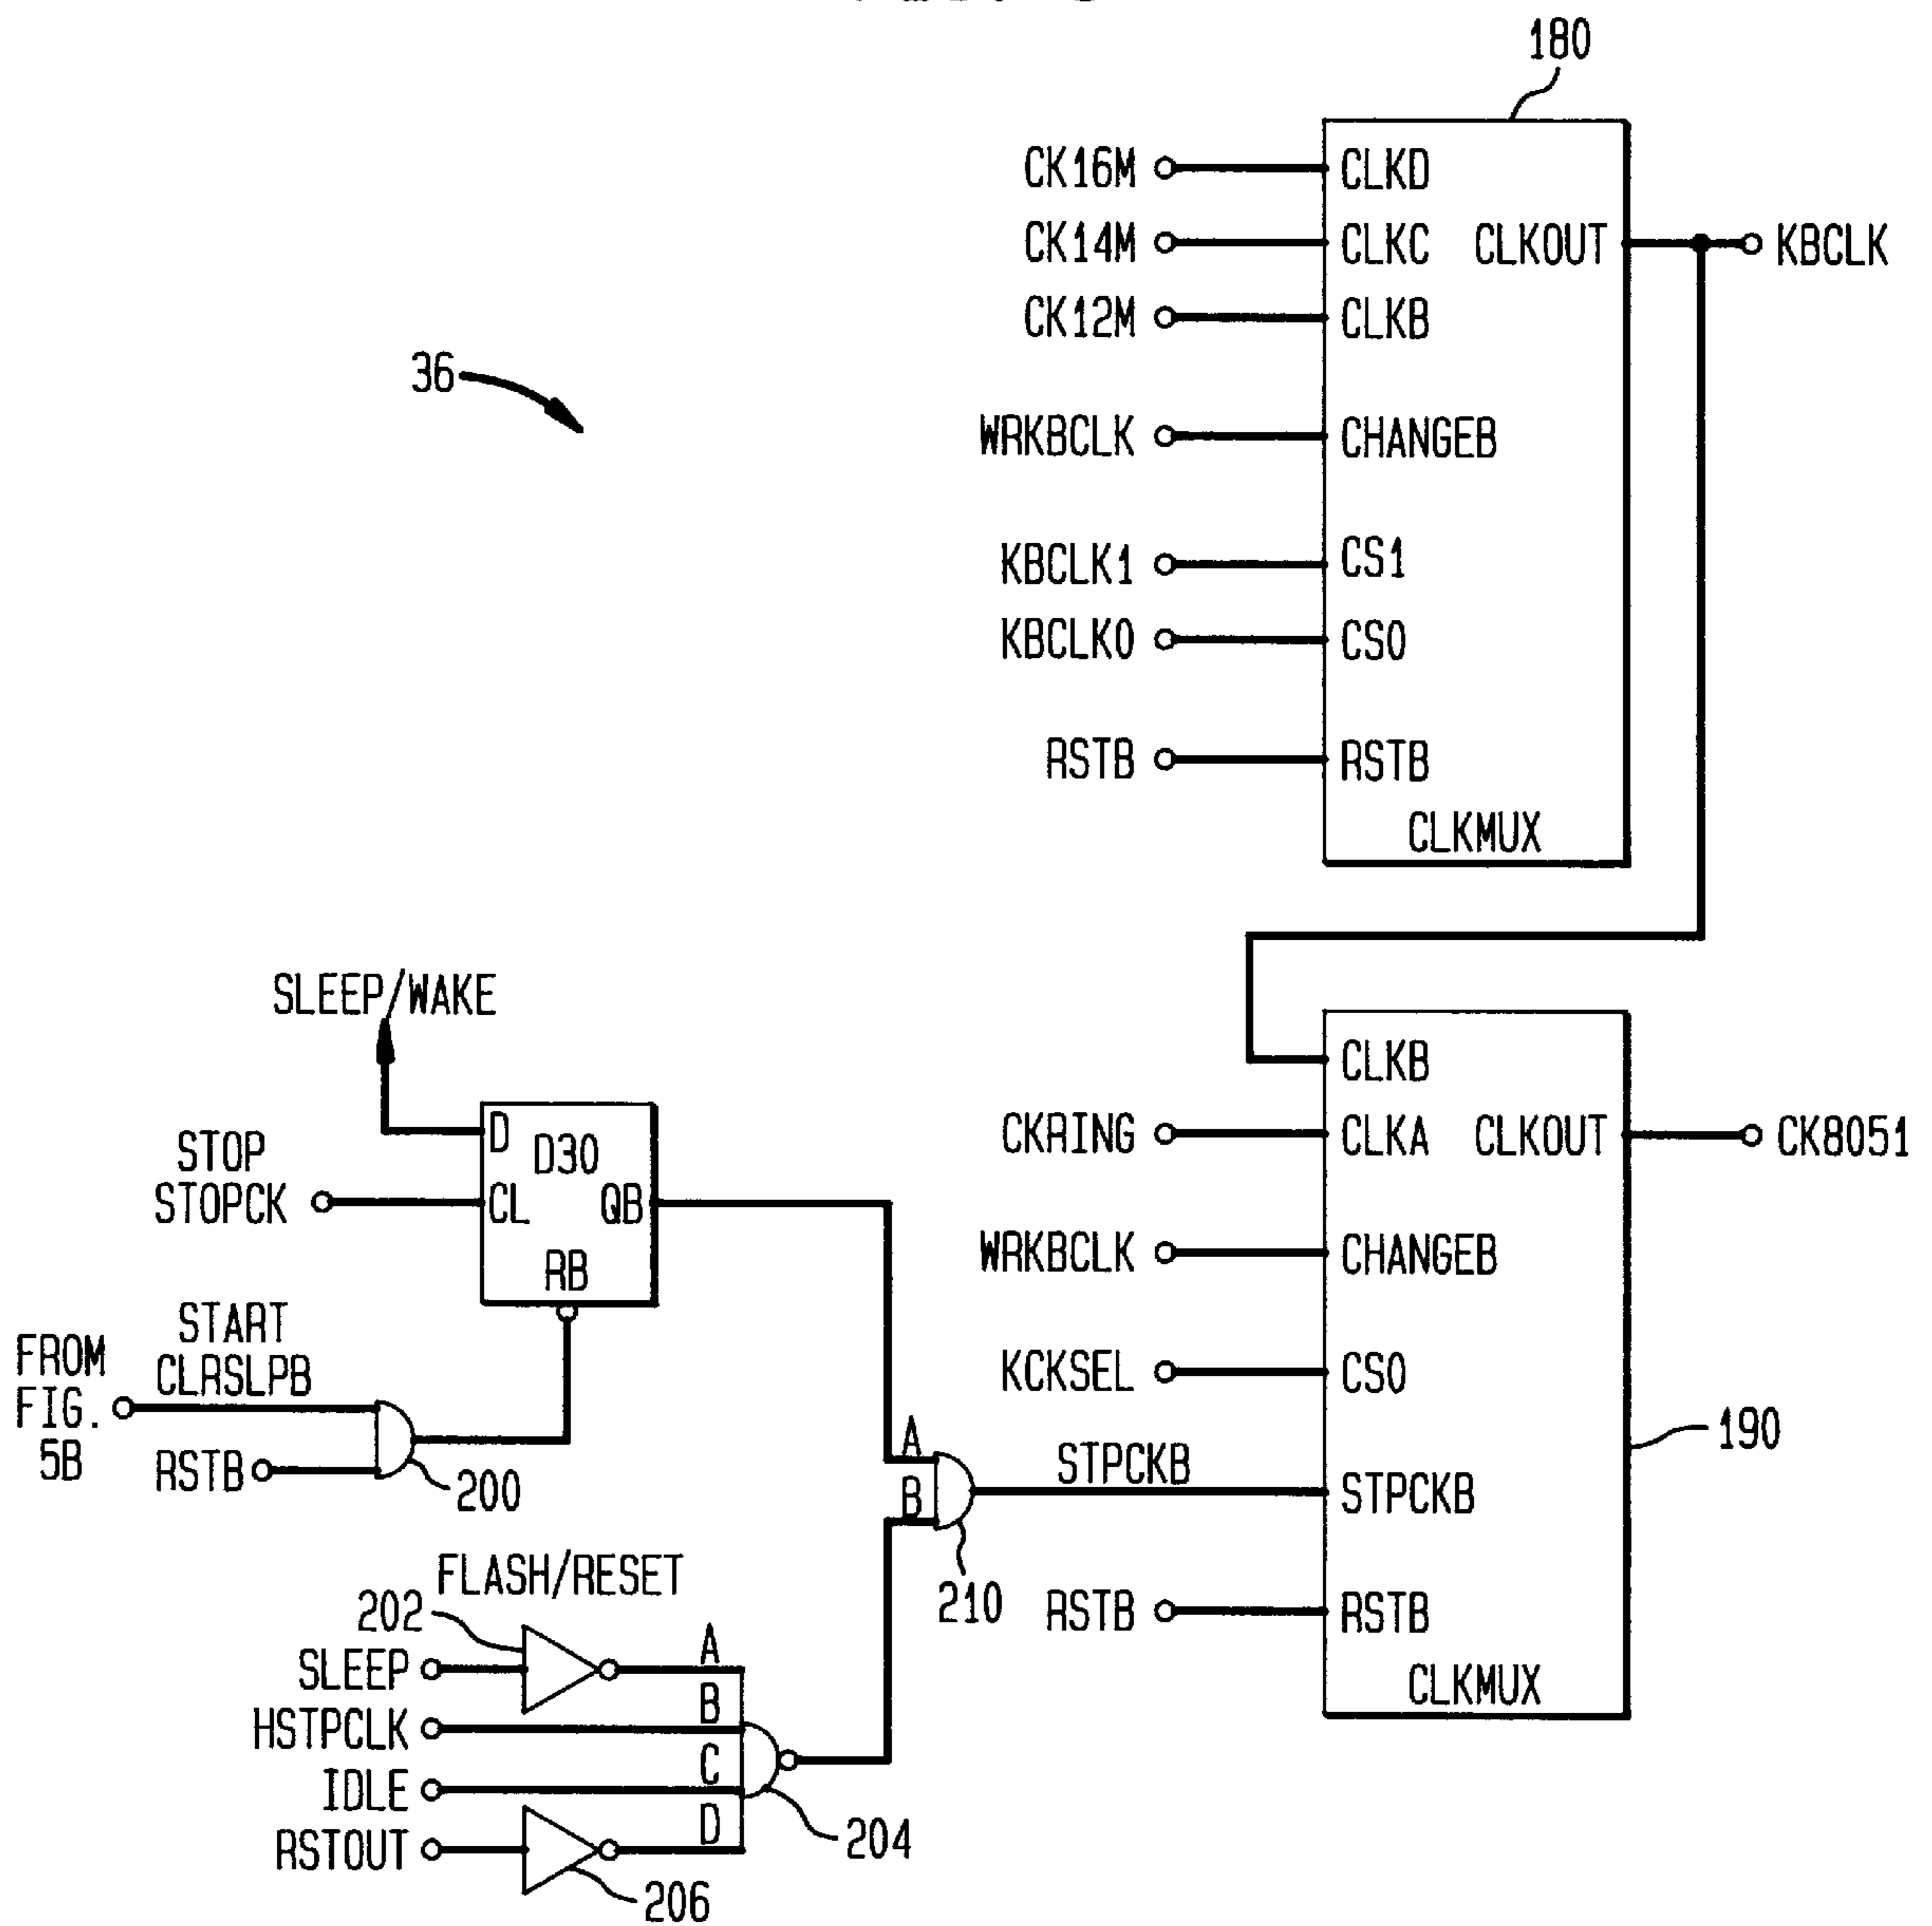 180
CK16M
CLKD
CK14M
CLKC
CLKOUT
KBCLK
CK12M
CLKB
36
WRKBCLK
CHANGEB
KBCLK1
CS1
KBCLK0
CS0
RSTB
RSTB
CLKMUX
SLEEP/WAKE
D
D30
STOP
STOPCK
CL
QB
RB
CLKB
CKRING
CLKA
CLKOUT
CK8051
WRKBCLK
CHANGEB
START
CLRSLPB
FROM
FIG.
5B
RSTB
200
KCKSEL
CS0
190
A
B
STPCKB
STPCKB
210
FLASH/RESET
202
RSTB
RSTB
SLEEP
A
CLKMUX
HSTPCLK
B
IDLE
C
RSTOUT
D
204
206